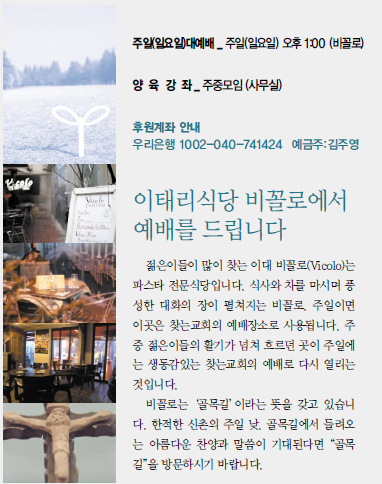 주일(일요일)대예배 _ 주일(일요일) 오후 1:00 (비꼴로)
양 육 강 좌 _ 주중모임 (사무실)
후원계좌 안내
우리은행 1002-040-741424 예금주:김주영
이태리식당 비꼴로에서
예배를 드립니다
젊은이들이 많이 찾는 이대 비꼴로(Vicolo)는
파스타 전문식당입니다. 식사와 차를 마시며 풍
성한 대화의 장이 펼쳐지는 비꼴로, 주일이면
이곳은 찾는교회의 예배장소로 사용됩니다. 주
중 젊은이들의 활기가 넘쳐 흐르던 곳이 주일에
는 생동감있는 찾는교회의 예배로 다시 열리는
것입니다.
비꼴로는 '골목길' 이라는 뜻을 갖고 있습니
다. 한적한 신촌의 주일 낮, 골목길에서 들려오
는 아름다운 찬양과 말씀이 기대된다면 "골목
길"을 방문하시기 바랍니다.
Vicolo